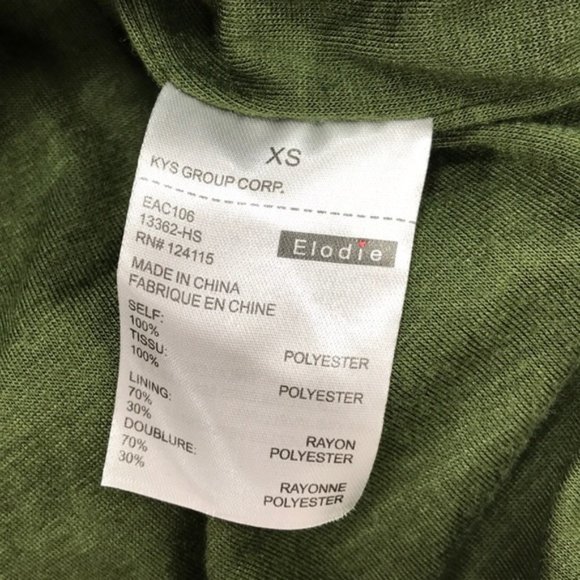 XS
KYS GROUP CORP.
EAC106
13362-HS
RN# 124115
Elodie
MADE IN CHINA
FABRIQUE EN CHINE
SELF:
100% POLYESTER
TISSU:
100% POLYESTER
LINING:
70% RAYON
30% POLYESTER
DOUBLURE:
70% RAYONNE
30% POLYESTER